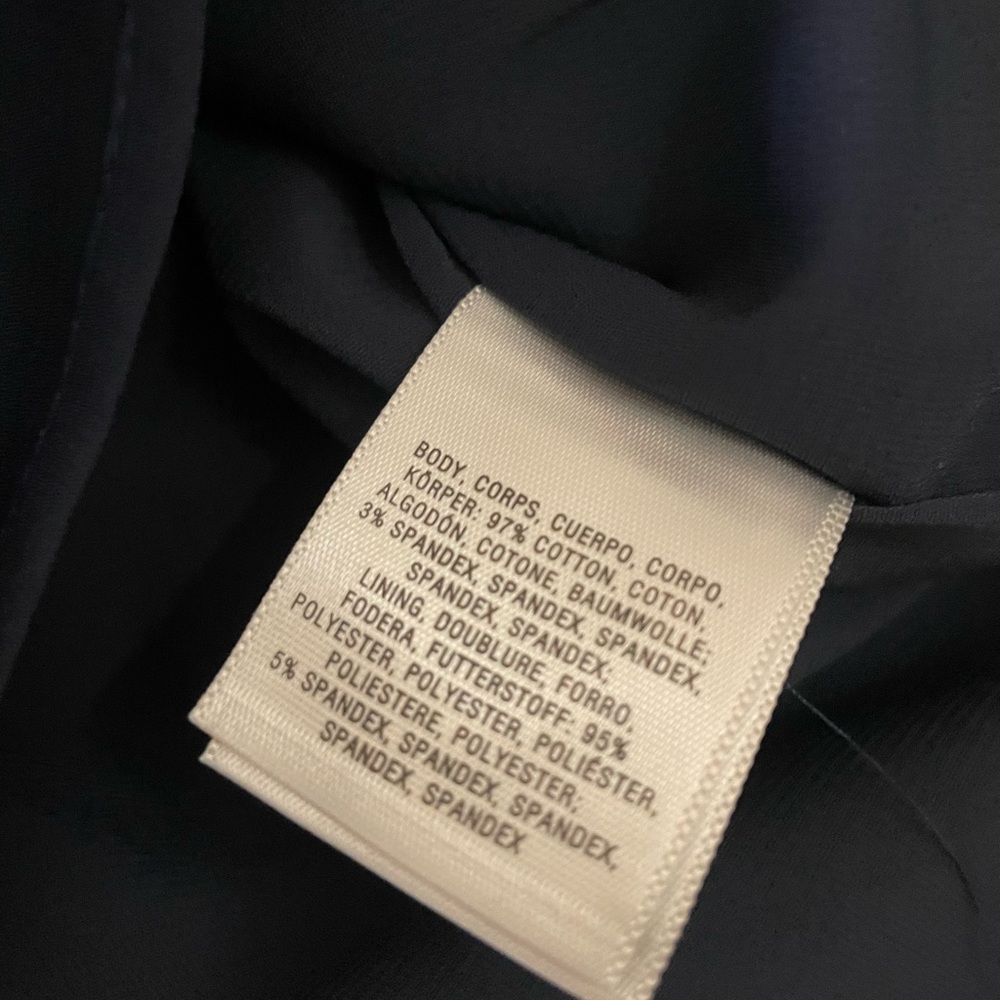 BODY, CORPS, CUERPO, CORPO,
KÖRPER: 97% COTTON, COTON,
ALGODÓN, COTONE, BAUMWOLLE,
3% SPANDEX, SPANDEX, SPANDEX,
SPANDEX, SPANDEX,
LINING, DOUBLURE, FORRO,
FODERA, FUTTERSTOFF: 95%
POLYESTER, POLYESTER, POLIÉSTER,
POLIESTERE, POLYESTER;
5% SPANDEX, SPANDEX, SPANDEX,
SPANDEX, SPANDEX